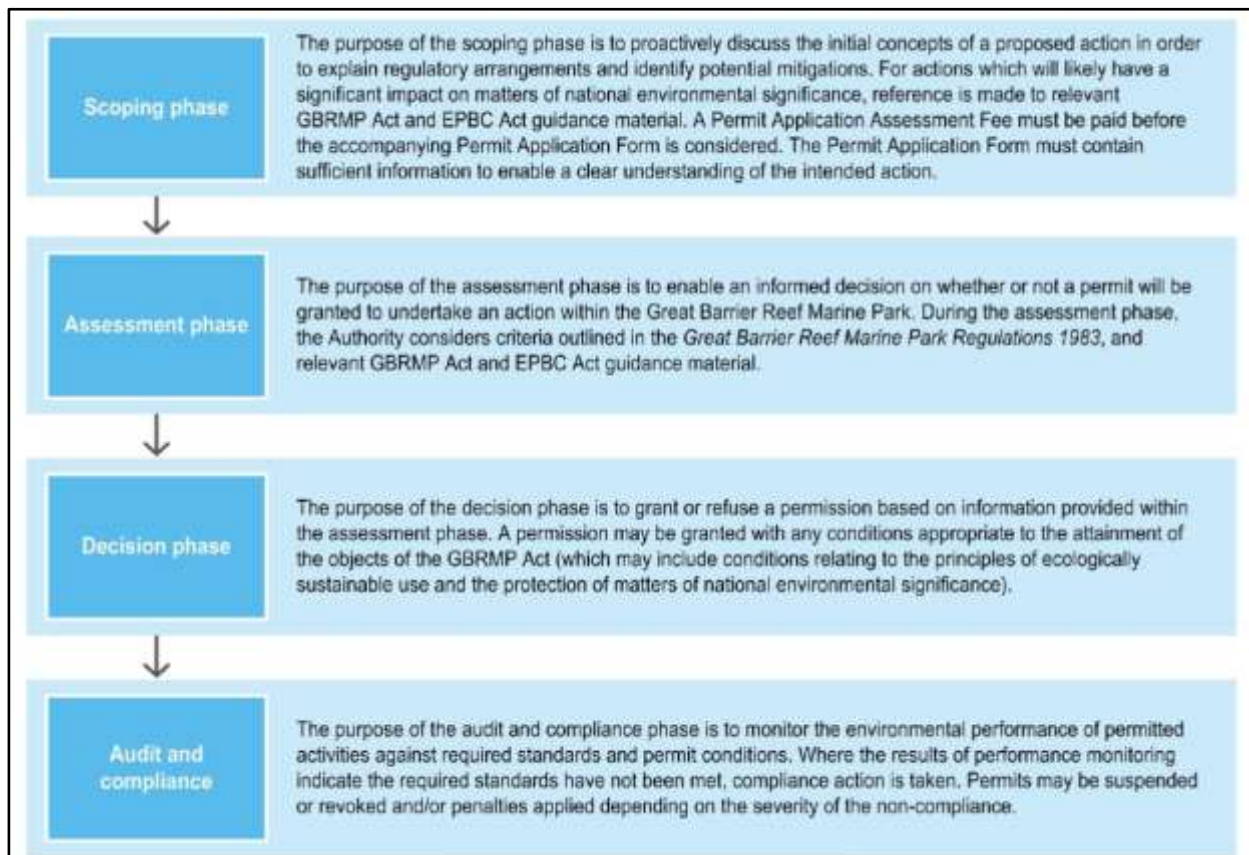 Scoping phase
The purpose of the scoping phase is to proactively discuss the initial concepts of a proposed action in order
to explain regulatory arrangements and identify potential mitigations. For actions which will likely have a
significant impact on matters of national environmental significance, reference is made to relevant
GBRMP Act and EPBC Act guidance material. A Permit Application Assessment Fee must be paid before
the accompanying Permit Application Form is considered. The Permit Application Form must contain
sufficient information to enable a clear understanding of the intended action.
Assessment phase
The purpose of the assessment phase is to enable an informed decision on whether or not a permit will be
granted to undertake an action within the Great Barrier Reef Marine Park. During the assessment phase,
the Authority considers criteria outlined in the Great Barrier Reef Marine Park Regulations 1983, and
relevant GBRMP Act and EPBC Act guidance material.
Decision phase
The purpose of the decision phase is to grant or refuse a permission based on information provided within
the assessment phase. A permission may be granted with any conditions appropriate to the attainment of
the objects of the GBRMP Act (which may include conditions relating to the principles of ecologically
sustainable use and the protection of matters of national environmental significance).
Audit and
compliance
The purpose of the audit and compliance phase is to monitor the environmental performance of permitted
activities against required standards and permit conditions. Where the results of performance monitoring
indicate the required standards have not been met, compliance action is taken. Permits may be suspended
or revoked and/or penalties applied depending on the severity of the non-compliance.